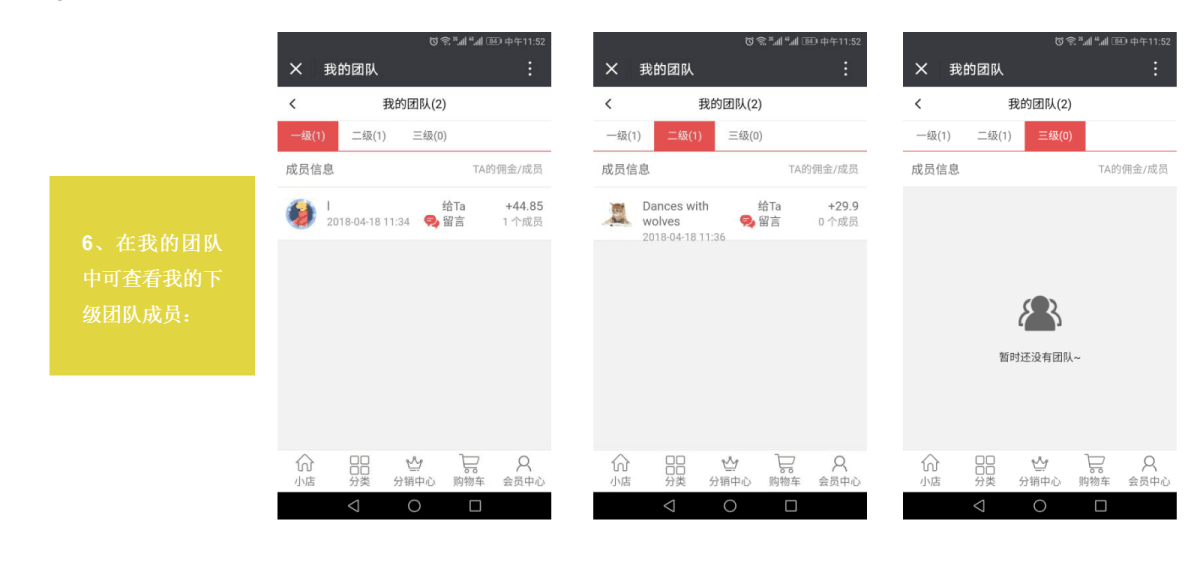 6、在我的团队
中可查看我的下
级团队成员：
中午11:52
我的团队
我的团队(2)
一级(1) 二级(1) 三级(0)
成员信息 TA的佣金/成员
l 给Ta +44.85
2018-04-18 11:34 留言 1 个成员
小店 分类 分销中心 购物车 会员中心
中午11:52
我的团队
我的团队(2)
一级(1) 二级(1) 三级(0)
成员信息 TA的佣金/成员
Dances with 给Ta +29.9
wolves 留言 0 个成员
2018-04-18 11:36
小店 分类 分销中心 购物车 会员中心
中午11:52
我的团队
我的团队(2)
一级(1) 二级(1) 三级(0)
成员信息 TA的佣金/成员
暂时还没有团队~
小店 分类 分销中心 购物车 会员中心